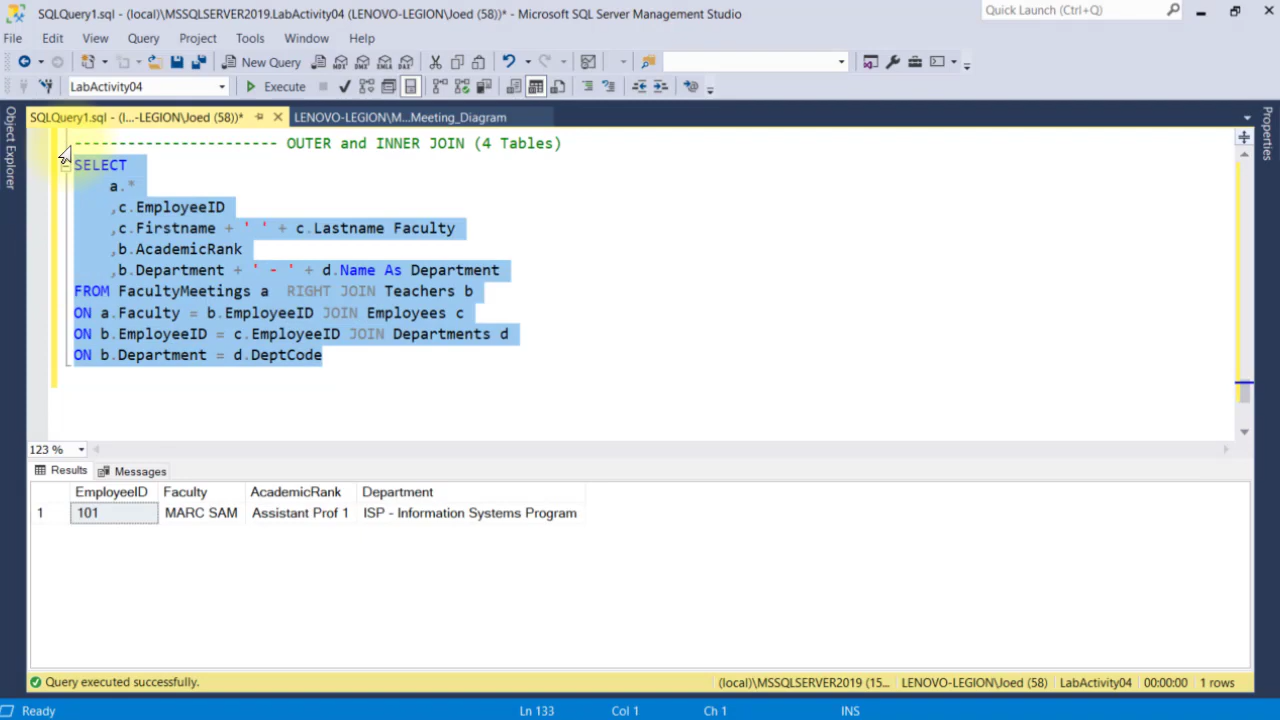 SQLQuery1.sql - (local)\MSSQLSERVER2019.LabActivity04 (LENOVO-LEGION\Joed (58))* - Microsoft SQL Server Management Studio
Quick Launch (Ctrl+Q)
File Edit View Query Project Tools Window Help
New Query
LabActivity04 Execute
SQLQuery1.sql - (l...-LEGION\Joed (58))* LENOVO-LEGION\M...Meeting_Diagram
Object Explorer
Properties
----------------------- OUTER and INNER JOIN (4 Tables)
SELECT
a.*
,c.EmployeeID
,c.Firstname + ' ' + c.Lastname Faculty
,b.AcademicRank
,b.Department + ' - ' + d.Name As Department
FROM FacultyMeetings a RIGHT JOIN Teachers b
ON a.Faculty = b.EmployeeID JOIN Employees c
ON b.EmployeeID = c.EmployeeID JOIN Departments d
ON b.Department = d.DeptCode
123 %
Results Messages
EmployeeID Faculty AcademicRank Department
1 101 MARC SAM Assistant Prof 1 ISP - Information Systems Program
Query executed successfully. (local)\MSSQLSERVER2019 (15... LENOVO-LEGION\Joed (58) LabActivity04 00:00:00 1 rows
Ready Ln 133 Col 1 Ch 1 INS